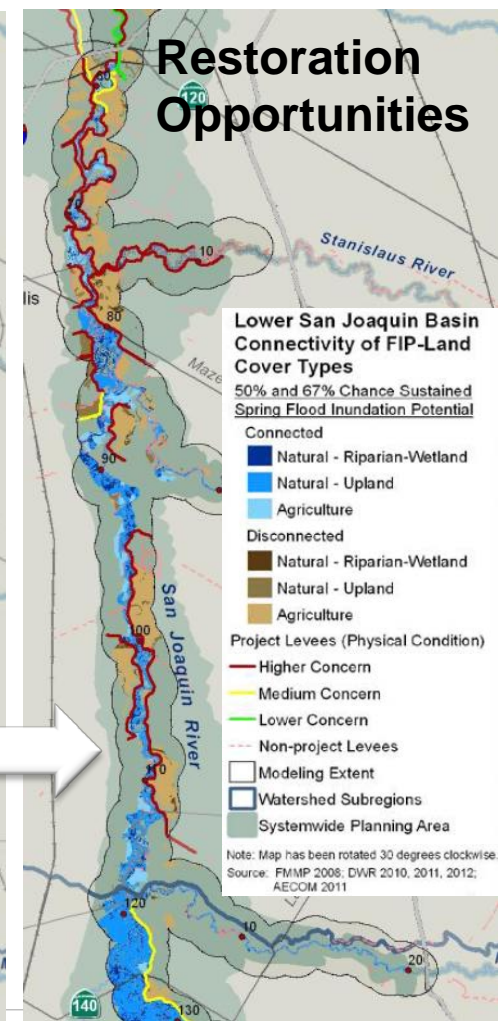 Restoration
Opportunities
120
10
Stanislaus River
lis
80
Maze
Lower San Joaquin Basin
Connectivity of FIP-Land
Cover Types
50% and 67% Chance Sustained
Spring Flood Inundation Potential
Connected
Natural - Riparian-Wetland
Natural - Upland
Agriculture
Disconnected
Natural - Riparian-Wetland
Natural - Upland
Agriculture
Project Levees (Physical Condition)
Higher Concern
Medium Concern
Lower Concern
Non-project Levees
Modeling Extent
Watershed Subregions
Systemwide Planning Area
Note: Map has been rotated 30 degrees clockwise.
Source: FMMP 2008; DWR 2010, 2011, 2012;
AECOM 2011
90
San Joaquin River
100
110
120
10
20
140
130